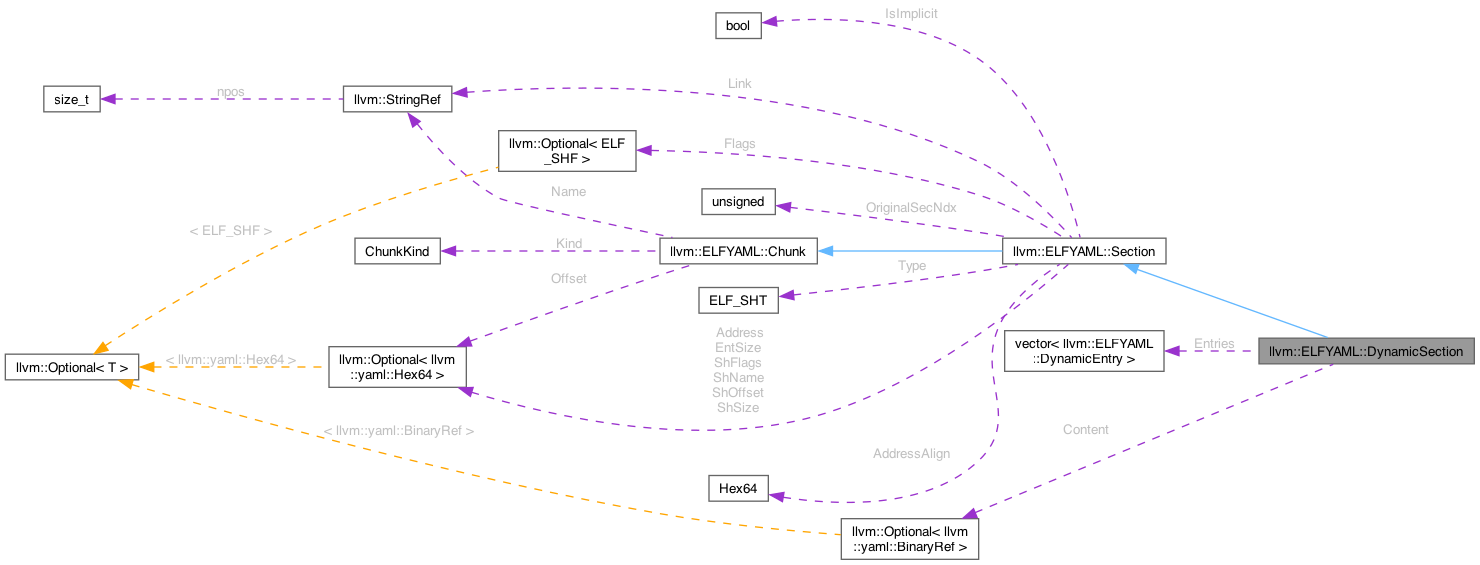 IsImplicit
bool
Link
npos
size_t
llvm::StringRef
Flags
llvm::Optional< ELF
_SHF >
Name
unsigned
OriginalSecNdx
< ELF_SHF >
Kind
ChunkKind
llvm::ELFYAML::Chunk
llvm::ELFYAML::Section
Type
Offset
ELF_SHT
Address
EntSize
ShFlags
ShName
ShOffset
ShSize
vector< llvm::ELFYAML
::DynamicEntry >
Entries
llvm::ELFYAML::DynamicSection
llvm::Optional< T >
< llvm::yaml::Hex64 >
llvm::Optional< llvm
::yaml::Hex64 >
< llvm::yaml::BinaryRef >
Content
AddressAlign
Hex64
llvm::Optional< llvm
::yaml::BinaryRef >